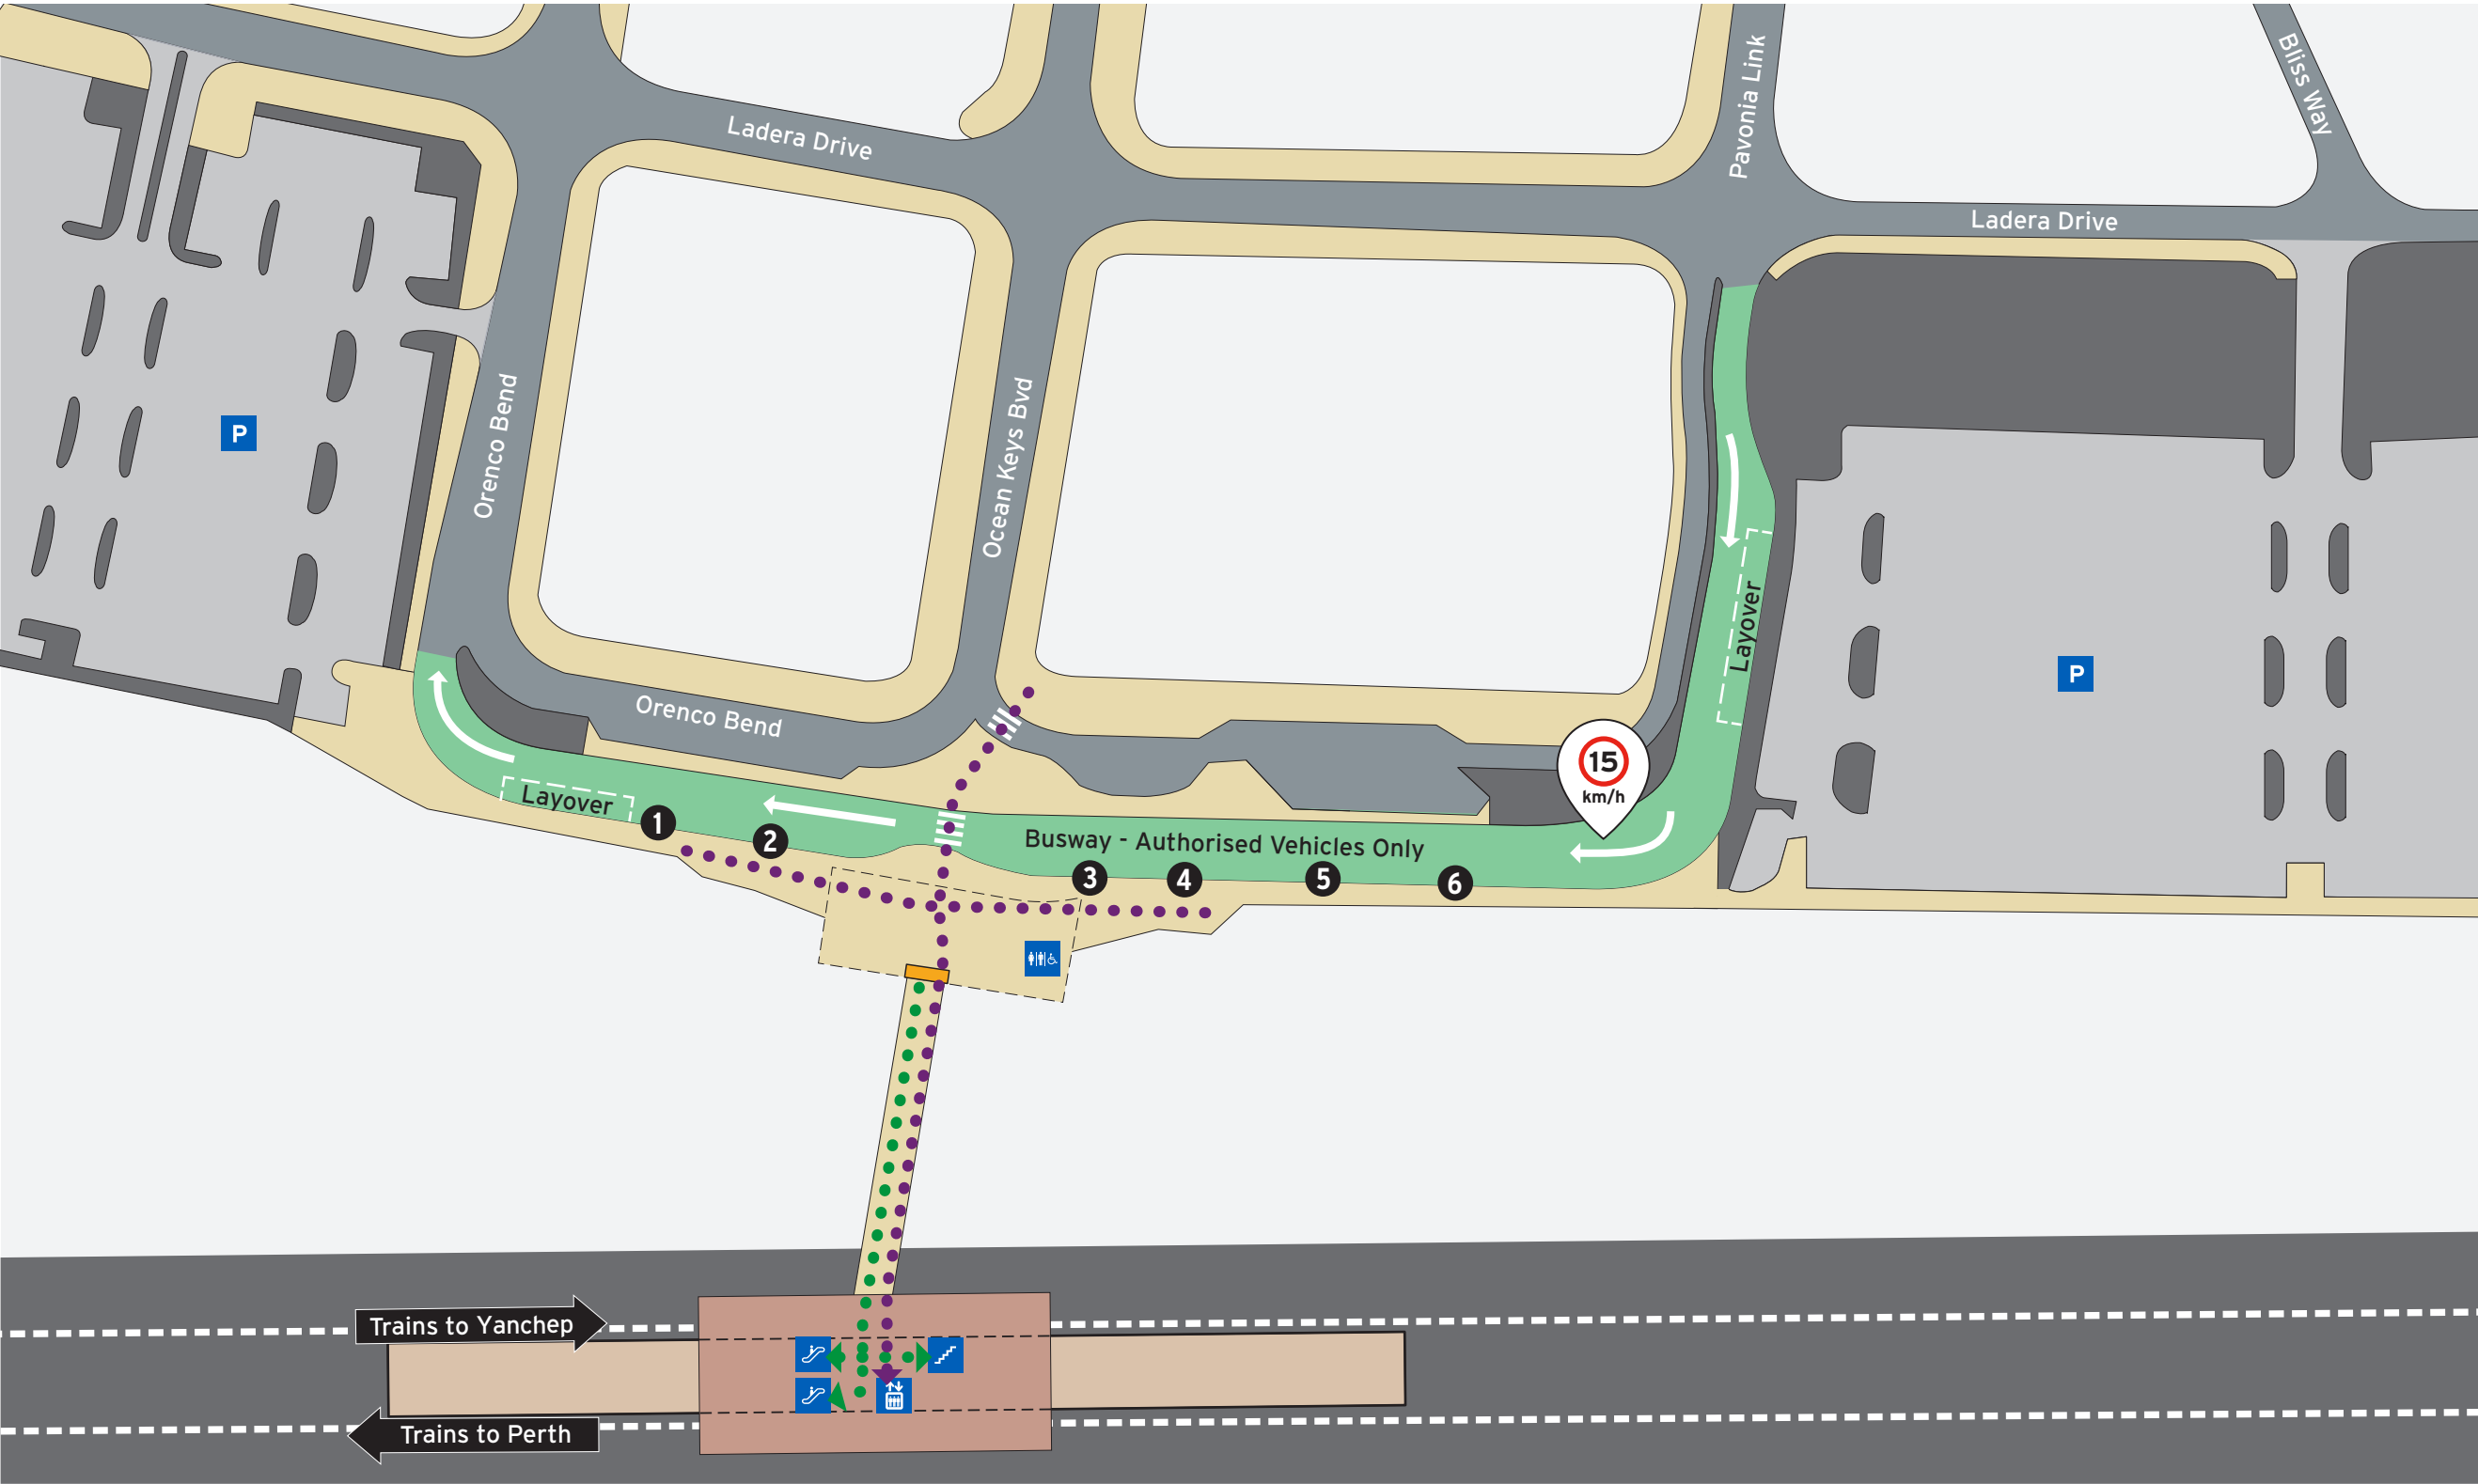 Bliss Way
Pavonia Link
Ladera Drive
Ladera Drive
Orenco Bend
Ocean Keys Bvd
P
Layover
P
Orenco Bend
15
km/h
Layover
1
2
Busway - Authorised Vehicles Only
3
4
5
6
Trains to Yanchep
Trains to Perth